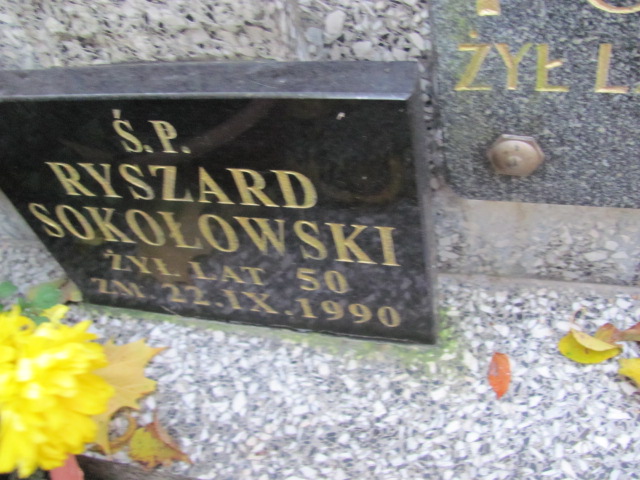 Ś.P.
RYSZARD
SOKOŁOWSKI
ŻYŁ LAT 50
ZM. 22.IX.1990
ŻYŁ L